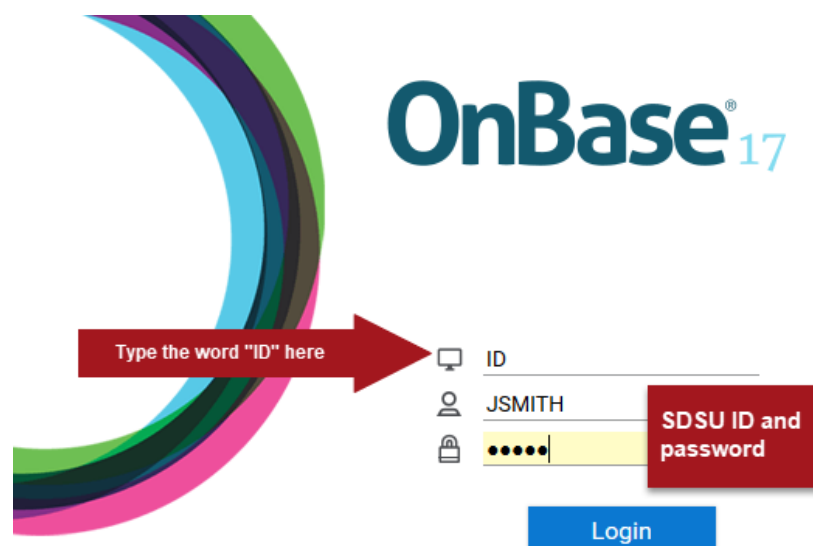 OnBase® 17
Type the word "ID" here
ID
JSMITH
SDSU ID and
password
•••••
Login